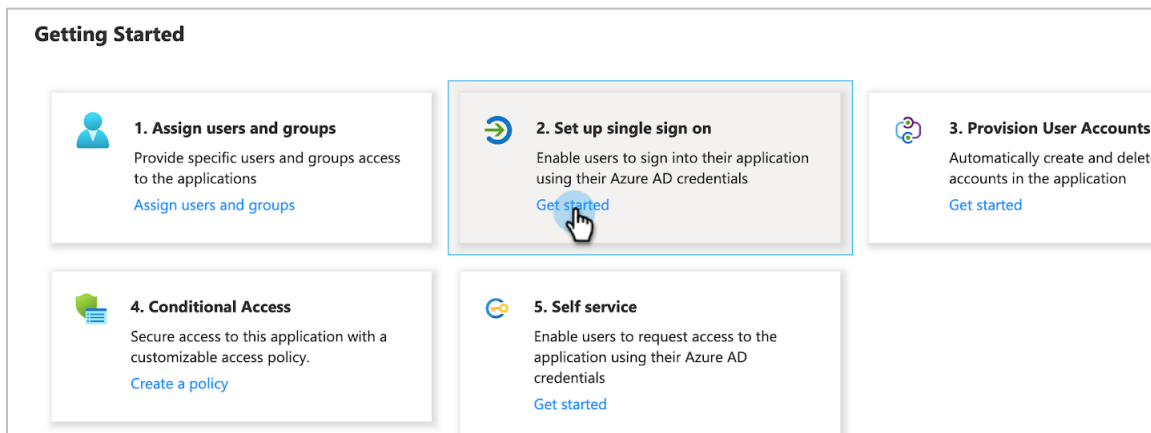 Getting Started
1. Assign users and groups
Provide specific users and groups access
to the applications
Assign users and groups
2. Set up single sign on
Enable users to sign into their application
using their Azure AD credentials
Get started
3. Provision User Accounts
Automatically create and delet
accounts in the application
Get started
4. Conditional Access
Secure access to this application with a
customizable access policy.
Create a policy
5. Self service
Enable users to request access to the
application using their Azure AD
credentials
Get started